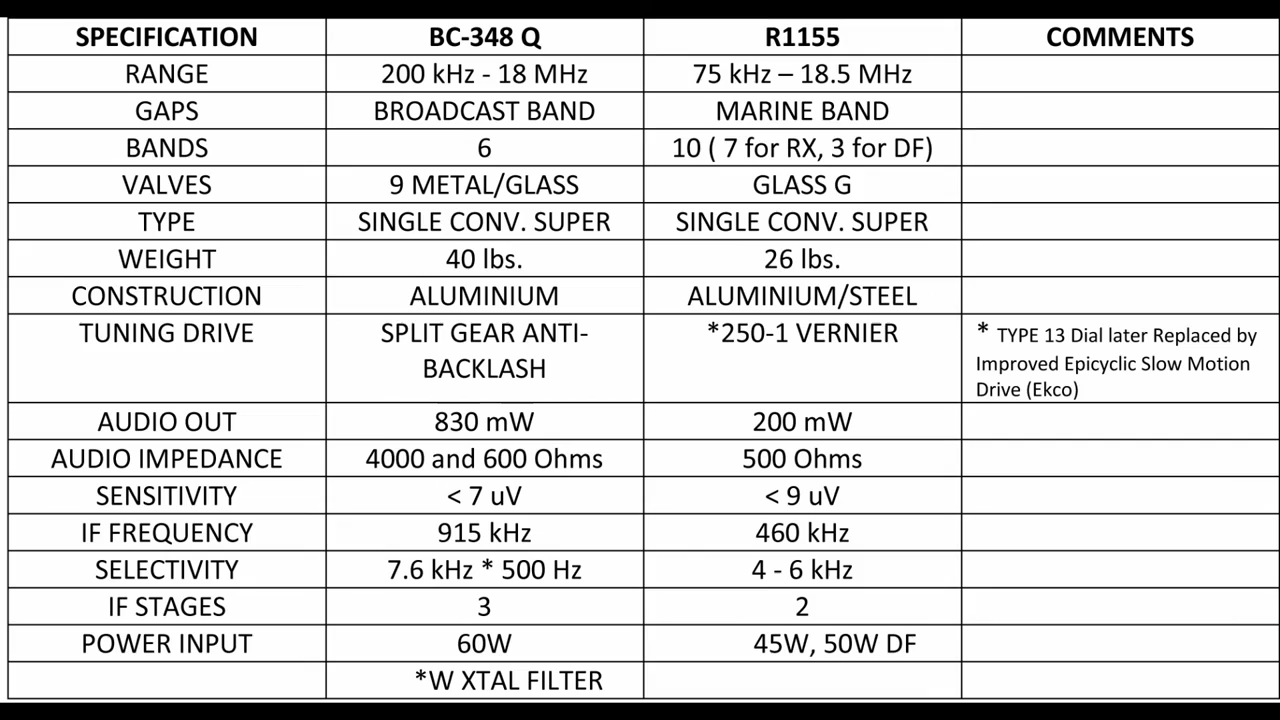 SPECIFICATION BC-348 Q R1155 COMMENTS
RANGE 200 kHz - 18 MHz 75 kHz – 18.5 MHz
GAPS BROADCAST BAND MARINE BAND
BANDS 6 10 ( 7 for RX, 3 for DF)
VALVES 9 METAL/GLASS GLASS G
TYPE SINGLE CONV. SUPER SINGLE CONV. SUPER
WEIGHT 40 lbs. 26 lbs.
CONSTRUCTION ALUMINIUM ALUMINIUM/STEEL
TUNING DRIVE SPLIT GEAR ANTI- *250-1 VERNIER * TYPE 13 Dial later Replaced by
BACKLASH Improved Epicyclic Slow Motion
Drive (Ekco)
AUDIO OUT 830 mW 200 mW
AUDIO IMPEDANCE 4000 and 600 Ohms 500 Ohms
SENSITIVITY < 7 uV < 9 uV
IF FREQUENCY 915 kHz 460 kHz
SELECTIVITY 7.6 kHz * 500 Hz 4 - 6 kHz
IF STAGES 3 2
POWER INPUT 60W 45W, 50W DF
*W XTAL FILTER